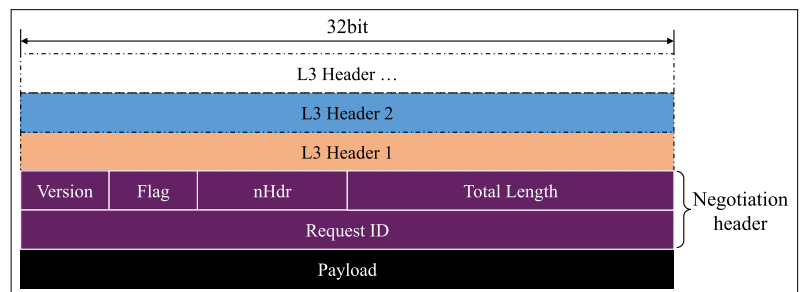 32bit
L3 Header …
L3 Header 2
L3 Header 1
Version Flag nHdr Total Length
Request ID
Negotiation
header
Payload